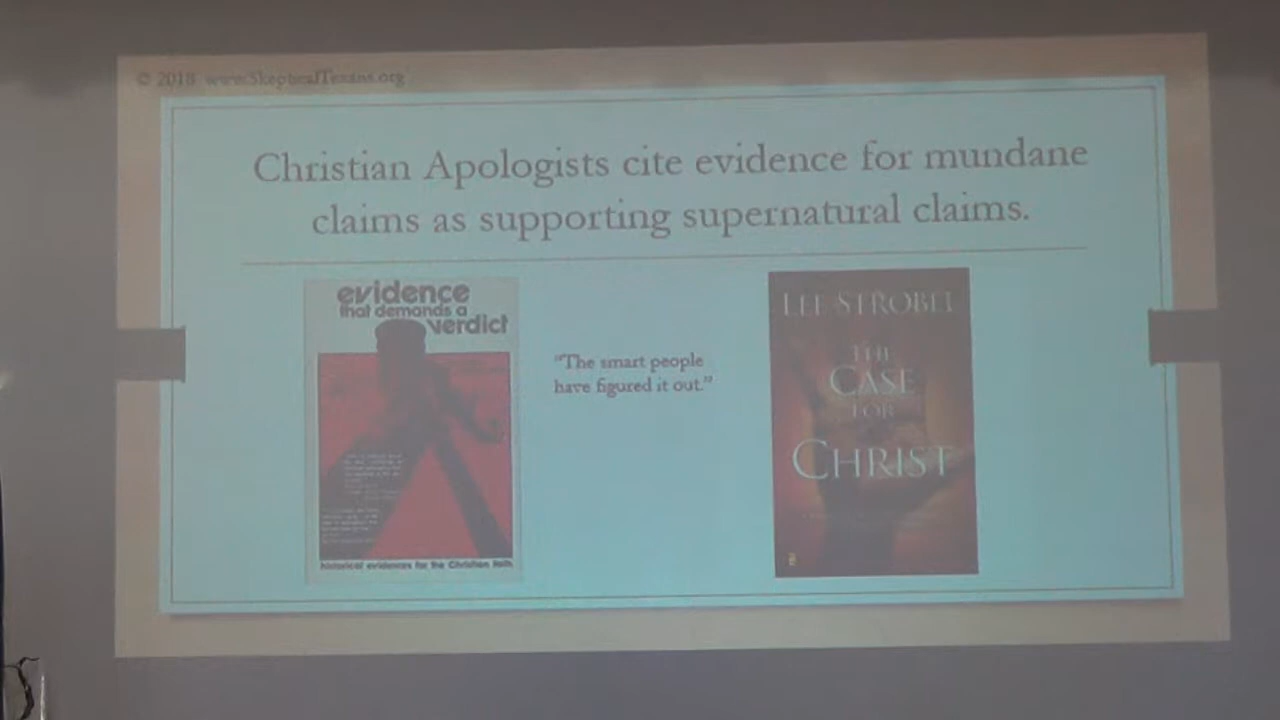 © 2018 www.SkepticalTexans.org
Christian Apologists cite evidence for mundane
claims as supporting supernatural claims.
evidence
that demands a
verdict
historical evidences for the Christian faith
"The smart people
have figured it out."
LEE STROBEL
THE
CASE
FOR
CHRIST